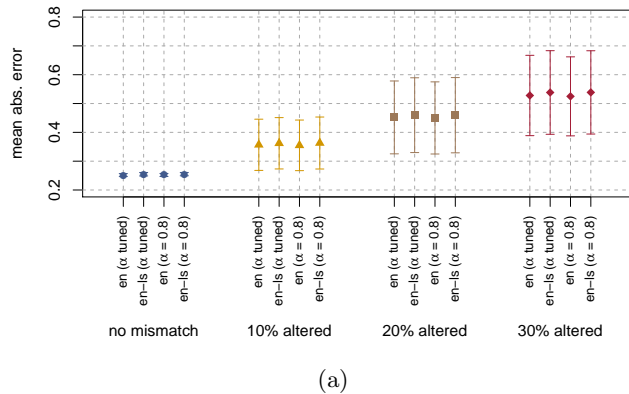 mean abs. error
0.8
0.6
0.4
0.2
en (α tuned)
en−ls (α tuned)
en (α = 0.8)
en−ls (α = 0.8)
en (α tuned)
en−ls (α tuned)
en (α = 0.8)
en−ls (α = 0.8)
en (α tuned)
en−ls (α tuned)
en (α = 0.8)
en−ls (α = 0.8)
en (α tuned)
en−ls (α tuned)
en (α = 0.8)
en−ls (α = 0.8)
no mismatch
10% altered
20% altered
30% altered
(a)